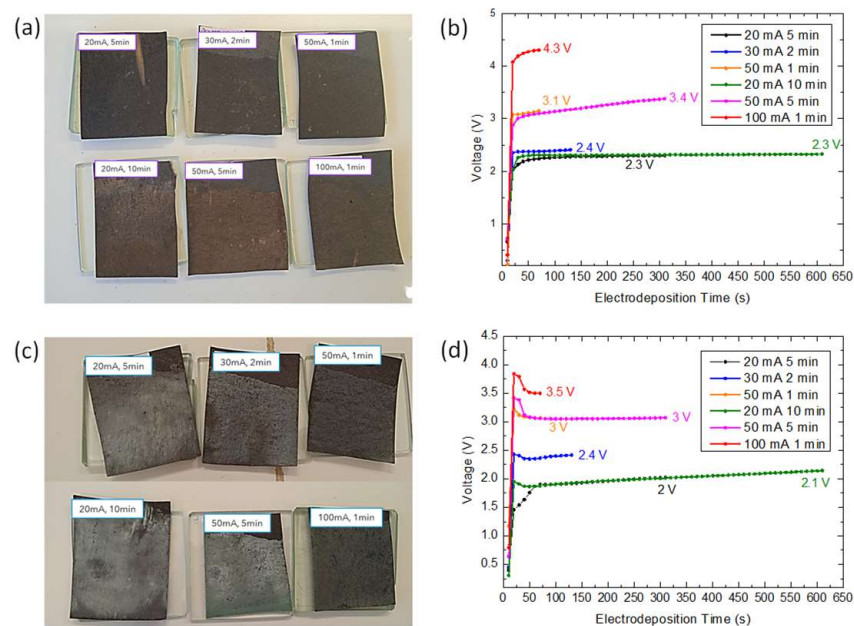 (a)
20mA, 5min
30mA, 2min
50mA, 1min
20mA, 10min
50mA, 5min
100mA, 1min
(b)
5
4
3
2
1
Voltage (V)
0 50 100 150 200 250 300 350 400 450 500 550 600 650
Electrodeposition Time (s)
20 mA 5 min
30 mA 2 min
50 mA 1 min
20 mA 10 min
50 mA 5 min
100 mA 1 min
4.3 V
3.1 V
3.4 V
2.4 V
2.3 V
2.3 V
(c)
20mA, 5min
30mA, 2min
50mA, 1min
20mA, 10min
50mA, 5min
100mA, 1min
(d)
4.5
4.0
3.5
3.0
2.5
2.0
1.5
1.0
0.5
Voltage (V)
0 50 100 150 200 250 300 350 400 450 500 550 600 650
Electrodeposition Time (s)
20 mA 5 min
30 mA 2 min
50 mA 1 min
20 mA 10 min
50 mA 5 min
100 mA 1 min
3.5 V
3 V
3 V
2.4 V
2 V
2.1 V